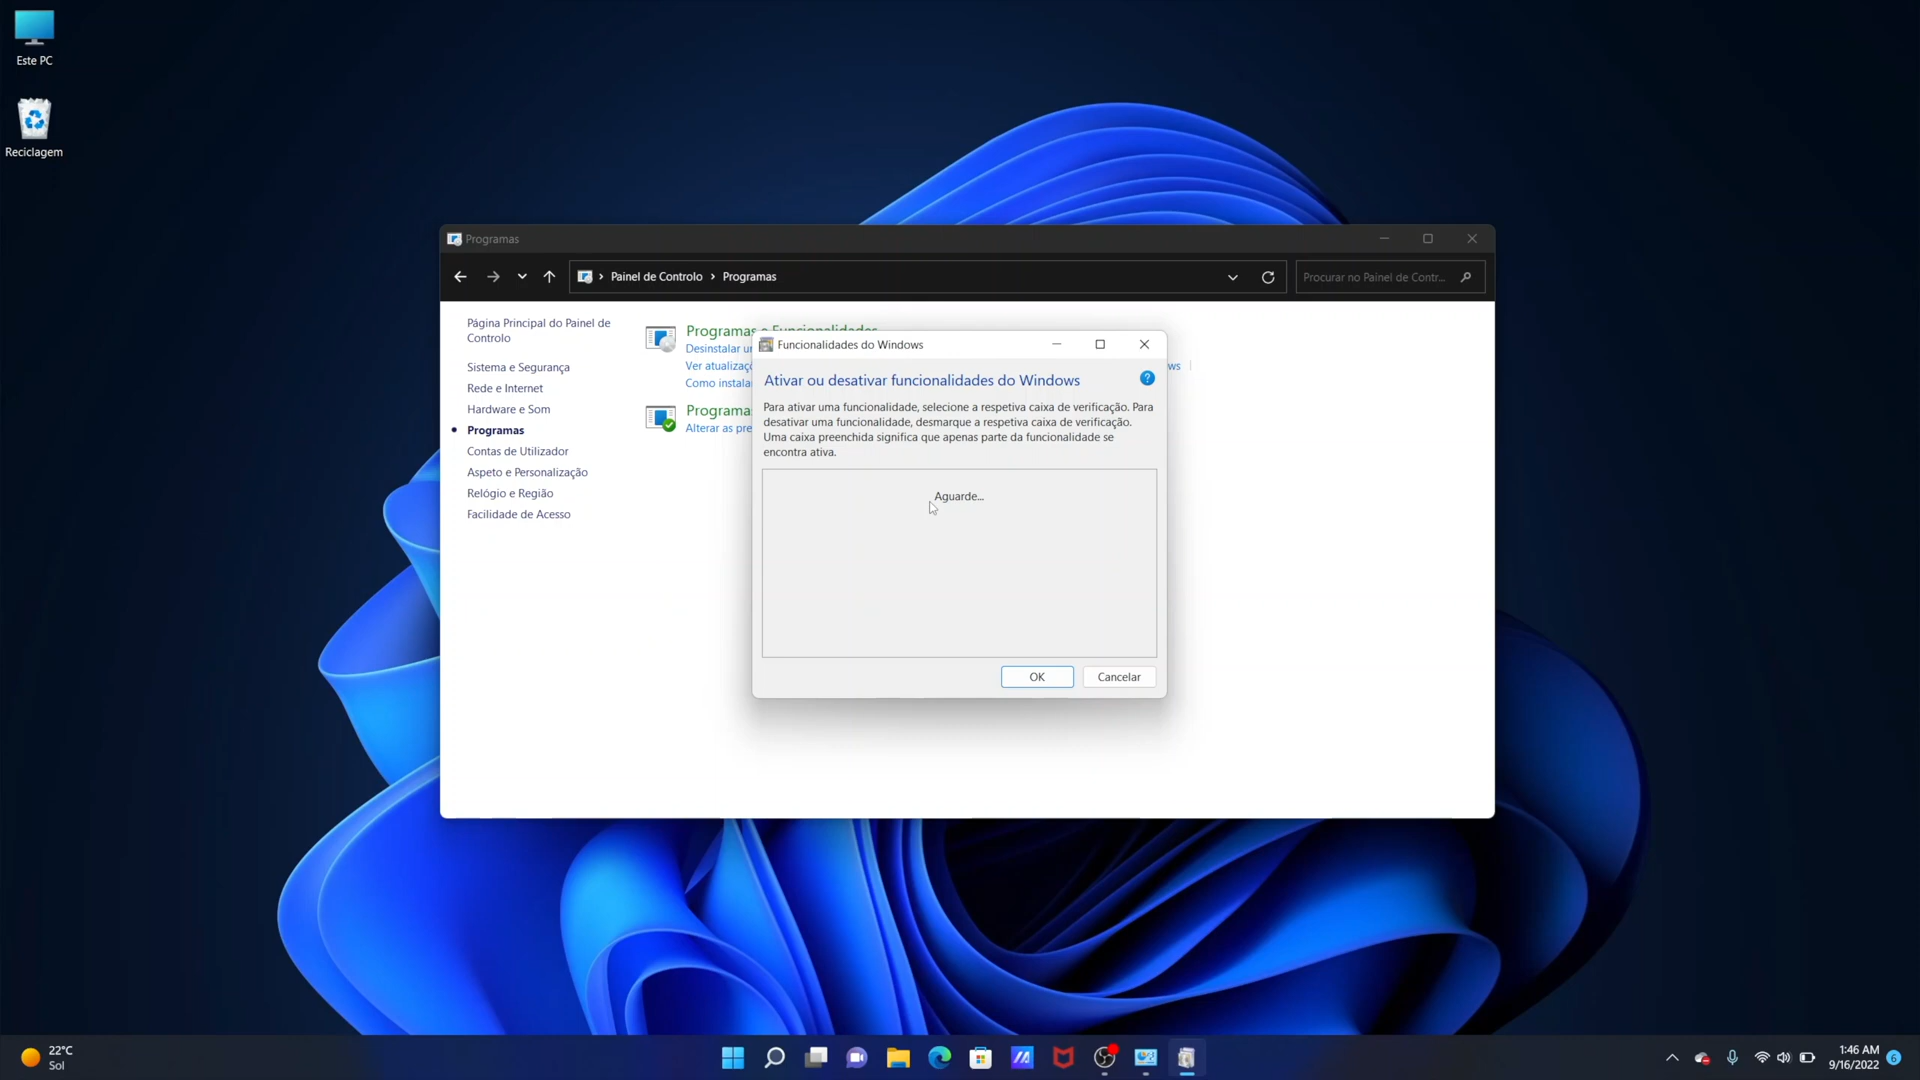 Este PC
Reciclagem
Programas
Painel de Controlo
Programas
Procurar no Painel de Contr...
Página Principal do Painel de
Controlo
Sistema e Segurança
Rede e Internet
Hardware e Som
Programas
Contas de Utilizador
Aspeto e Personalização
Relógio e Região
Facilidade de Acesso
Programas e Funcionalidades
Desinstalar
Ver
ws
Como
Alterar as
Funcionalidades do Windows
Ativar ou desativar funcionalidades do Windows
?
Para ativar uma funcionalidade, selecione a respetiva caixa de verificação. Para
desativar uma funcionalidade, desmarque a respetiva caixa de verificação.
Uma caixa preenchida significa que apenas parte da funcionalidade se
encontra ativa.
Aguarde...
OK
Cancelar
22°C
Sol
1:46 AM
9/16/2022
6